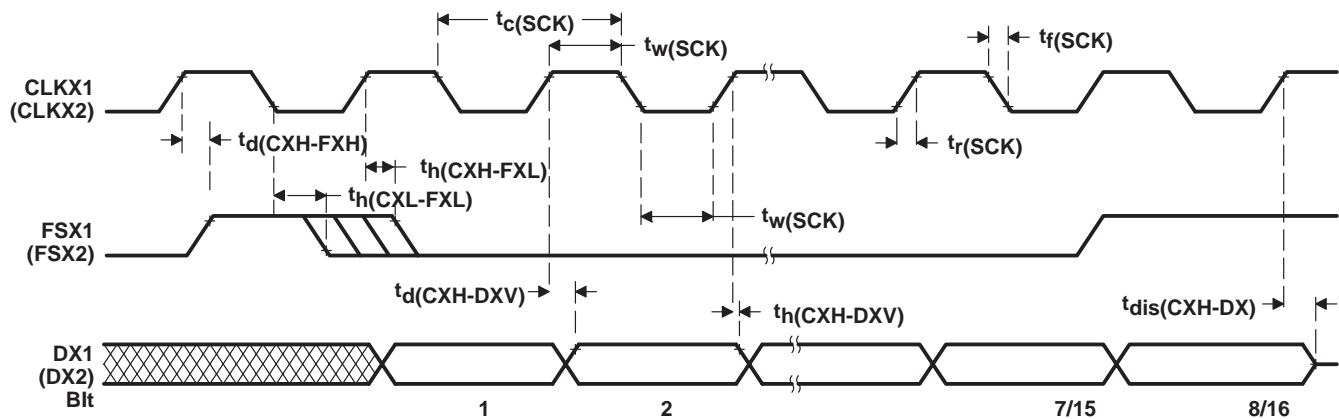 tc(SCK)
tw(SCK)
tf(SCK)
CLKX1
(CLKX2)
td(CXH-FXH)
tr(SCK)
th(CXH-FXL)
th(CXL-FXL)
tw(SCK)
FSX1
(FSX2)
td(CXH-DXV)
th(CXH-DXV)
tdis(CXH-DX)
DX1
(DX2)
BIt
1 2 7/15 8/16